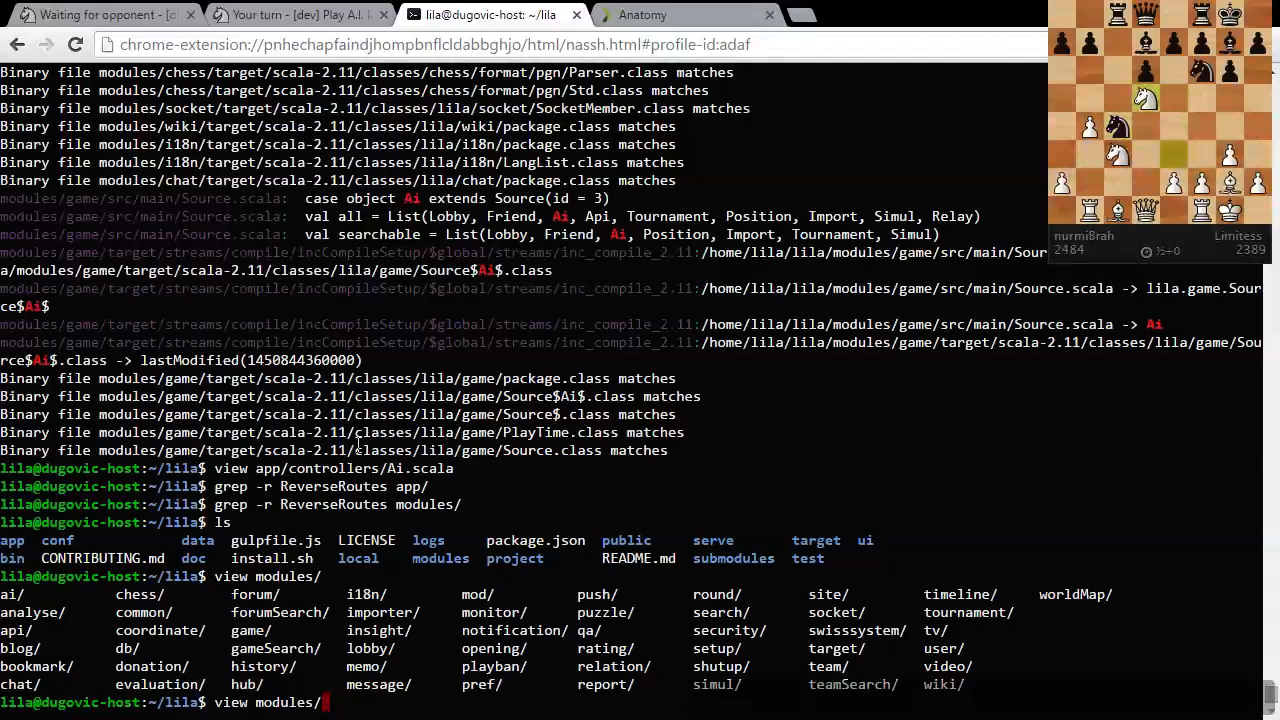 Waiting for opponent - [d
Your turn - [dev] Play A.I.
lila@dugovic-host: ~/lila
Anatomy
chrome-extension://pnhechapfaindjhompbnflcldabbghjo/html/nassh.html#profile-id:adaf
Binary file modules/chess/target/scala-2.11/classes/chess/format/pgn/Parser.class matches
Binary file modules/chess/target/scala-2.11/classes/chess/format/pgn/Std.class matches
Binary file modules/socket/target/scala-2.11/classes/lila/socket/SocketMember.class matches
Binary file modules/wiki/target/scala-2.11/classes/lila/wiki/package.class matches
Binary file modules/i18n/target/scala-2.11/classes/lila/i18n/package.class matches
Binary file modules/i18n/target/scala-2.11/classes/lila/i18n/LangList.class matches
Binary file modules/chat/target/scala-2.11/classes/lila/chat/package.class matches
modules/game/src/main/Source.scala:  case object Ai extends Source(id = 3)
modules/game/src/main/Source.scala:  val all = List(Lobby, Friend, Ai, Api, Tournament, Position, Import, Simul, Relay)
modules/game/src/main/Source.scala:  val searchable = List(Lobby, Friend, Ai, Position, Import, Tournament, Simul)
modules/game/target/streams/compile/incCompileSetup/$global/streams/inc_compile_2.11:/home/lila/lila/modules/game/src/main/Sour
a/modules/game/target/scala-2.11/classes/lila/game/Source$Ai$.class
modules/game/target/streams/compile/incCompileSetup/$global/streams/inc_compile_2.11:/home/lila/lila/modules/game/src/main/Source.scala -> lila.game.Sour
ce$Ai$
modules/game/target/streams/compile/incCompileSetup/$global/streams/inc_compile_2.11:/home/lila/lila/modules/game/src/main/Source.scala -> Ai
modules/game/target/streams/compile/incCompileSetup/$global/streams/inc_compile_2.11:/home/lila/lila/modules/game/target/scala-2.11/classes/lila/game/Sou
rce$Ai$.class -> lastModified(1450844360000)
Binary file modules/game/target/scala-2.11/classes/lila/game/package.class matches
Binary file modules/game/target/scala-2.11/classes/lila/game/Source$Ai$.class matches
Binary file modules/game/target/scala-2.11/classes/lila/game/Source$.class matches
Binary file modules/game/target/scala-2.11/classes/lila/game/PlayTime.class matches
Binary file modules/game/target/scala-2.11/classes/lila/game/Source.class matches
lila@dugovic-host:~/lila$ view app/controllers/Ai.scala
lila@dugovic-host:~/lila$ grep -r ReverseRoutes app/
lila@dugovic-host:~/lila$ grep -r ReverseRoutes modules/
lila@dugovic-host:~/lila$ ls
app conf data gulpfile.js LICENSE logs package.json public serve target ui
bin CONTRIBUTING.md doc install.sh local modules project README.md submodules test
lila@dugovic-host:~/lila$ view modules/
ai/ chess/ forum/ i18n/ mod/ push/ round/ site/ timeline/ worldMap/
analyse/ common/ forumSearch/ importer/ monitor/ puzzle/ search/ socket/ tournament/
api/ coordinate/ game/ insight/ notification/ qa/ security/ swisssystem/ tv/
blog/ db/ gameSearch/ lobby/ opening/ rating/ setup/ target/ user/
bookmark/ donation/ history/ memo/ playban/ relation/ shutup/ team/ video/
chat/ evaluation/ hub/ message/ pref/ report/ simul/ teamSearch/ wiki/
lila@dugovic-host:~/lila$ view modules/
nurmiBrah Limitess
2484 ½+0 2389